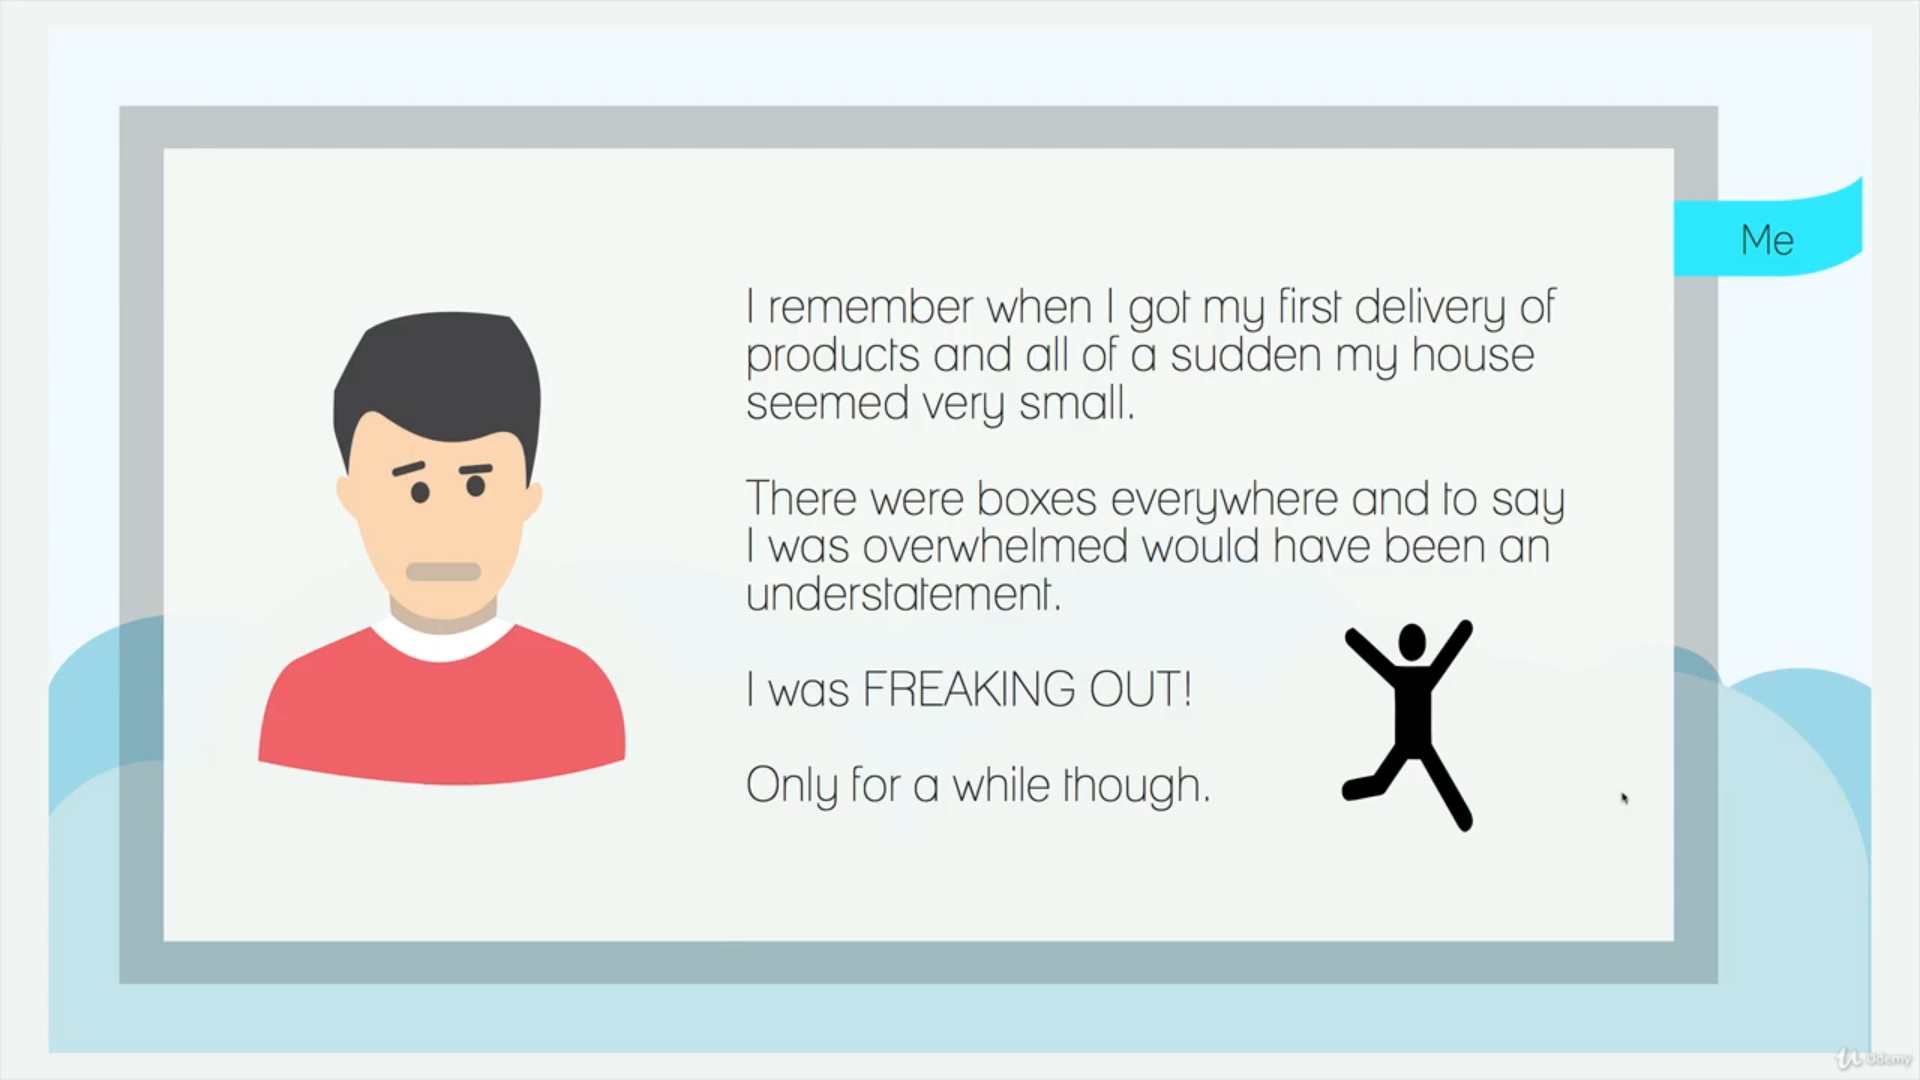 Me
I remember when I got my first delivery of
products and all of a sudden my house
seemed very small.
There were boxes everywhere and to say
I was overwhelmed would have been an
understatement.
I was FREAKING OUT!
Only for a while though.
Udemy